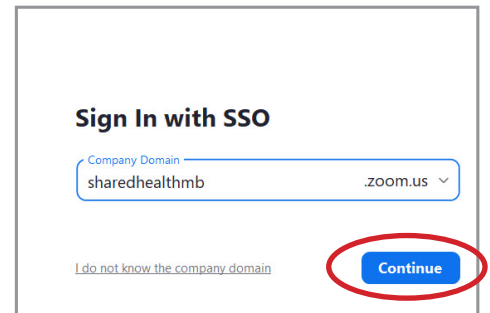 Sign In with SSO
Company Domain
sharedhealthmb .zoom.us
I do not know the company domain Continue